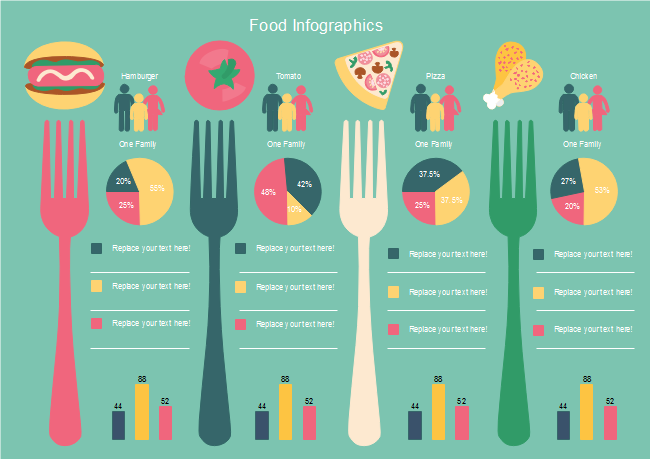 Food Infographics
Hamburger
Tomato
Pizza
Chicken
One Family
One Family
One Family
One Family
20%
55%
25%
48%
42%
10%
37.5%
25%
37.5%
27%
53%
20%
Replace your text here!
Replace your text here!
Replace your text here!
Replace your text here!
Replace your text here!
Replace your text here!
Replace your text here!
Replace your text here!
Replace your text here!
Replace your text here!
Replace your text here!
Replace your text here!
44
88
52
44
88
52
44
88
52
44
88
52